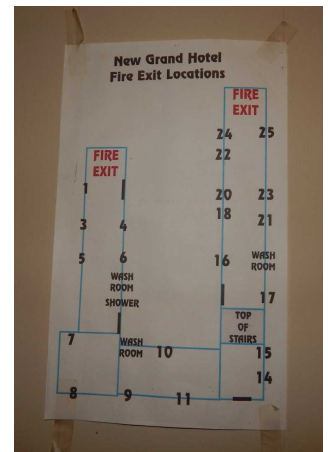 New Grand Hotel
Fire Exit Locations
FIRE
EXIT
24 25
22
FIRE
EXIT
1
20 23
18 21
3 4
5 6
16
WASH
ROOM
WASH
ROOM
SHOWER
17
TOP
OF
STAIRS
7
WASH
ROOM
10
15
14
8 9 11